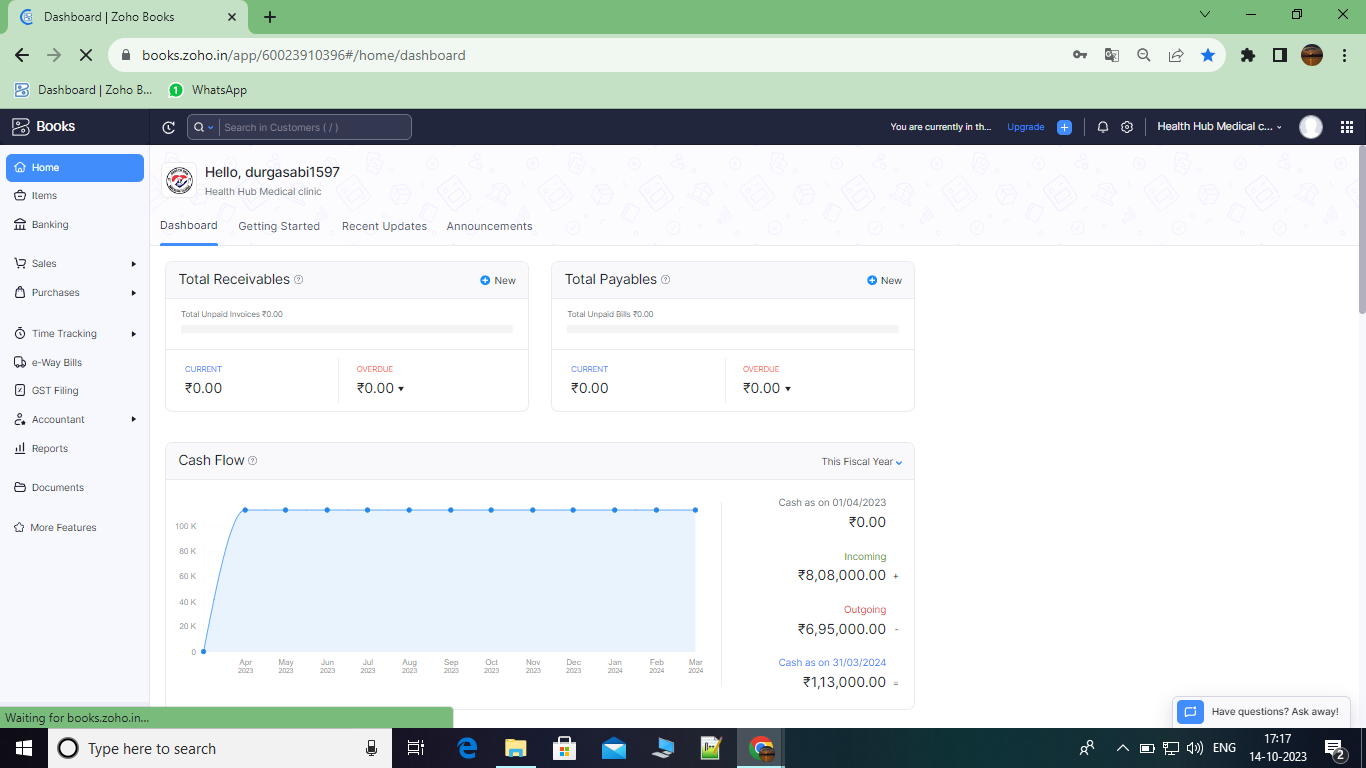 Dashboard | Zoho Books
books.zoho.in/app/60023910396#/home/dashboard
Dashboard | Zoho B... 1 WhatsApp
Books
Search in Customers ( / )
You are currently in th... Upgrade
Health Hub Medical c...
Home
Items
Banking
Sales
Purchases
Time Tracking
e-Way Bills
GST Filing
Accountant
Reports
Documents
More Features
Hello, durgasabi1597
Health Hub Medical clinic
Dashboard Getting Started Recent Updates Announcements
Total Receivables New
Total Unpaid Invoices ₹0.00
CURRENT OVERDUE
₹0.00 ₹0.00
Total Payables New
Total Unpaid Bills ₹0.00
CURRENT OVERDUE
₹0.00 ₹0.00
Cash Flow This Fiscal Year
100 K
80 K
60 K
40 K
20 K
0
Apr May Jun Jul Aug Sep Oct Nov Dec Jan Feb Mar
2023 2023 2023 2023 2023 2023 2023 2023 2023 2024 2024 2024
Cash as on 01/04/2023
₹0.00
Incoming
₹8,08,000.00 +
Outgoing
₹6,95,000.00 -
Cash as on 31/03/2024
₹1,13,000.00 =
Have questions? Ask away!
Waiting for books.zoho.in...
Type here to search
ENG
17:17
14-10-2023
2